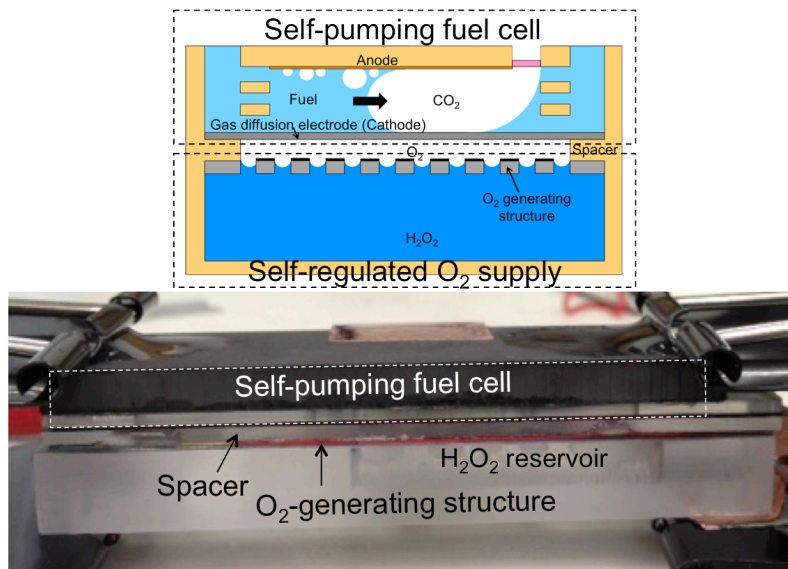 Self-pumping fuel cell
Anode
Fuel
CO₂
Gas diffusion electrode (Cathode)
O₂
Spacer
O₂ generating
structure
H₂O₂
Self-regulated O₂ supply
Self-pumping fuel cell
H₂O₂ reservoir
Spacer
O₂-generating structure